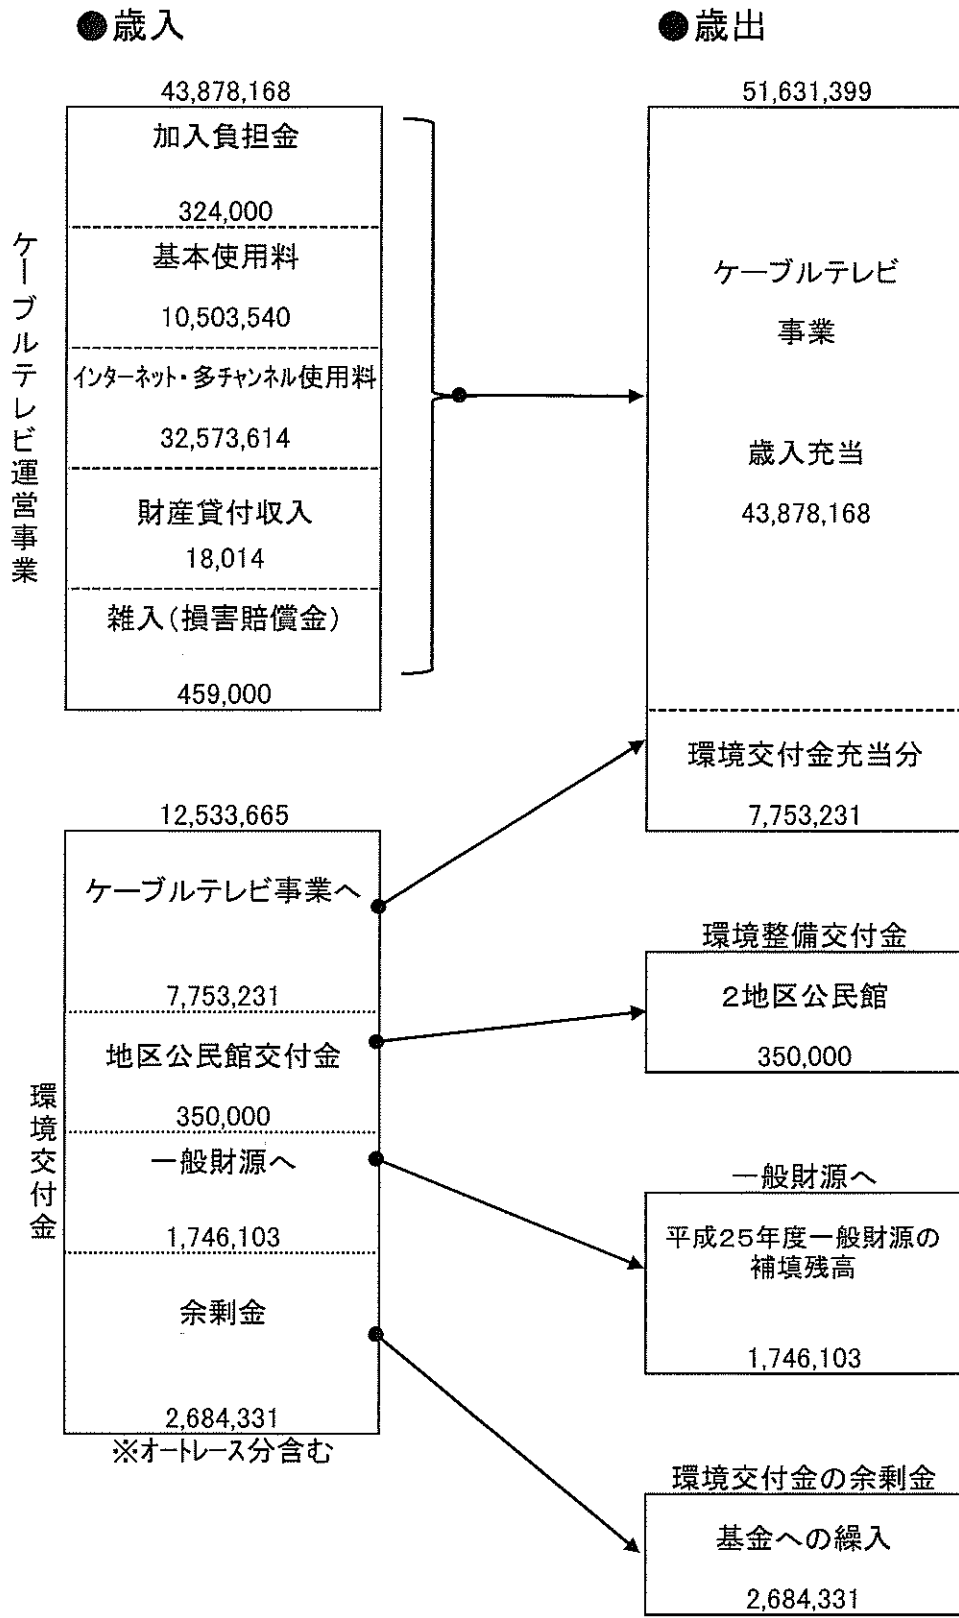 ●歳入
43,878,168
ケーブルテレビ運営事業
加入負担金
324,000
基本使用料
10,503,540
インターネット・多チャンネル使用料
32,573,614
財産貸付収入
18,014
雑入(損害賠償金)
459,000
12,533,665
環境交付金
ケーブルテレビ事業へ
7,753,231
地区公民館交付金
350,000
一般財源へ
1,746,103
余剰金
2,684,331
※オートレース分含む
●歳出
51,631,399
ケーブルテレビ
事業
歳入充当
43,878,168
環境交付金充当分
7,753,231
環境整備交付金
2地区公民館
350,000
一般財源へ
平成25年度一般財源の
補填残高
1,746,103
環境交付金の余剰金
基金への繰入
2,684,331